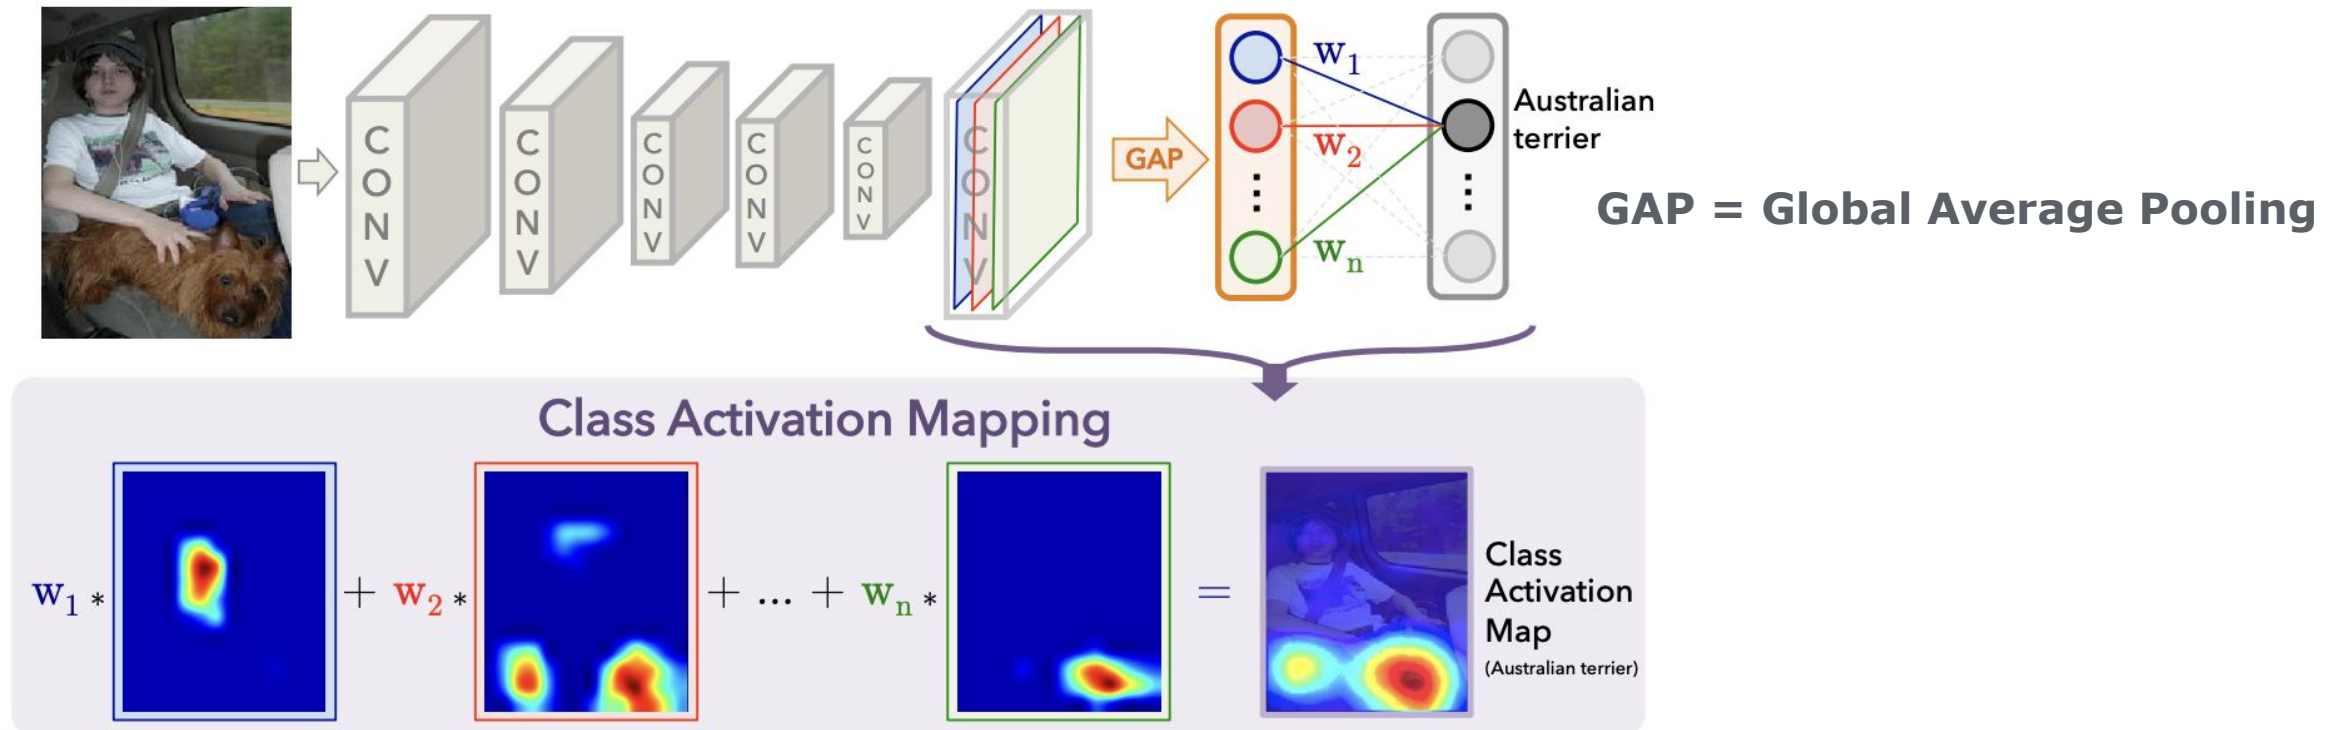 CONV
CONV
CONV
CONV
CONV
CONV
GAP
w1
w2
wn
Australian
terrier
GAP = Global Average Pooling
Class Activation Mapping
w1 * + w2 * + ... + wn * =
Class
Activation
Map
(Australian terrier)